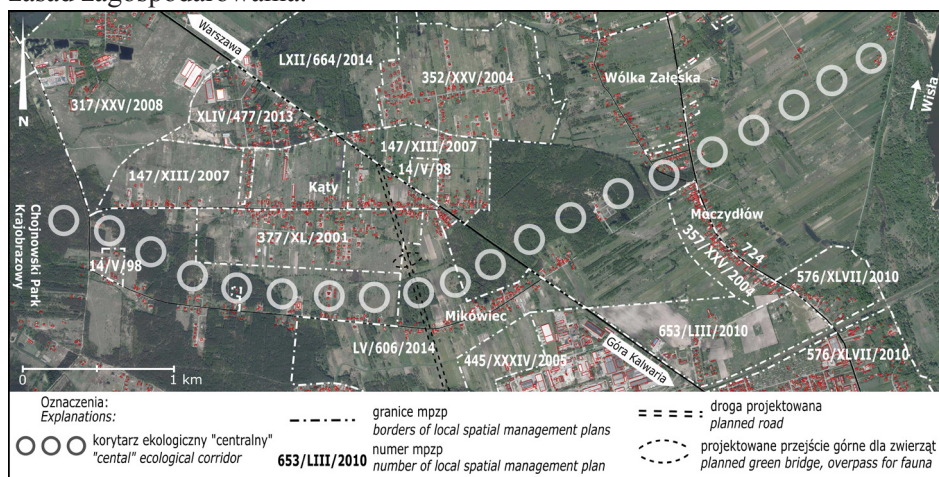 zasad zagospodarowania.
Warszawa
LXII/664/2014
352/XXV/2004
Wólka Załęska
Wisła
317/XXV/2008
XLIV/477/2013
N
147/XIII/2007
14/V/98
147/XIII/2007
Kąty
Chojnowski Park
Krajobrazowy
377/XL/2001
Moczydłów
724
357/XXV/2004
14/V/98
576/XLVII/2010
Mikówiec
653/LIII/2010
LV/606/2014
445/XXXIV/2005
Góra Kalwaria
576/XLVII/2010
0 1 km
Oznaczenia:
Explanations:
korytarz ekologiczny "centralny"
"cental" ecological corridor
granice mpzp
borders of local spatial management plans
653/LIII/2010
numer mpzp
number of local spatial management plan
droga projektowana
planned road
projektowane przejście górne dla zwierząt
planned green bridge, overpass for fauna